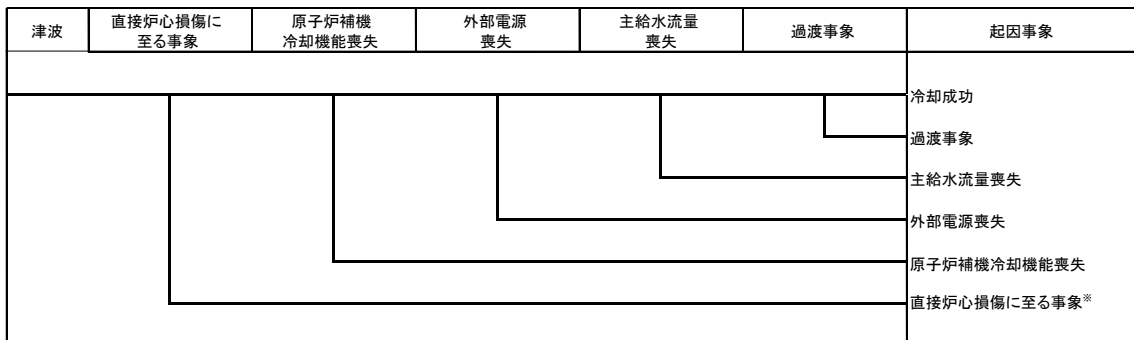 津波
直接炉心損傷に
至る事象
原子炉補機
冷却機能喪失
外部電源
喪失
主給水流量
喪失
過渡事象
起因事象
冷却成功
過渡事象
主給水流量喪失
外部電源喪失
原子炉補機冷却機能喪失
直接炉心損傷に至る事象※